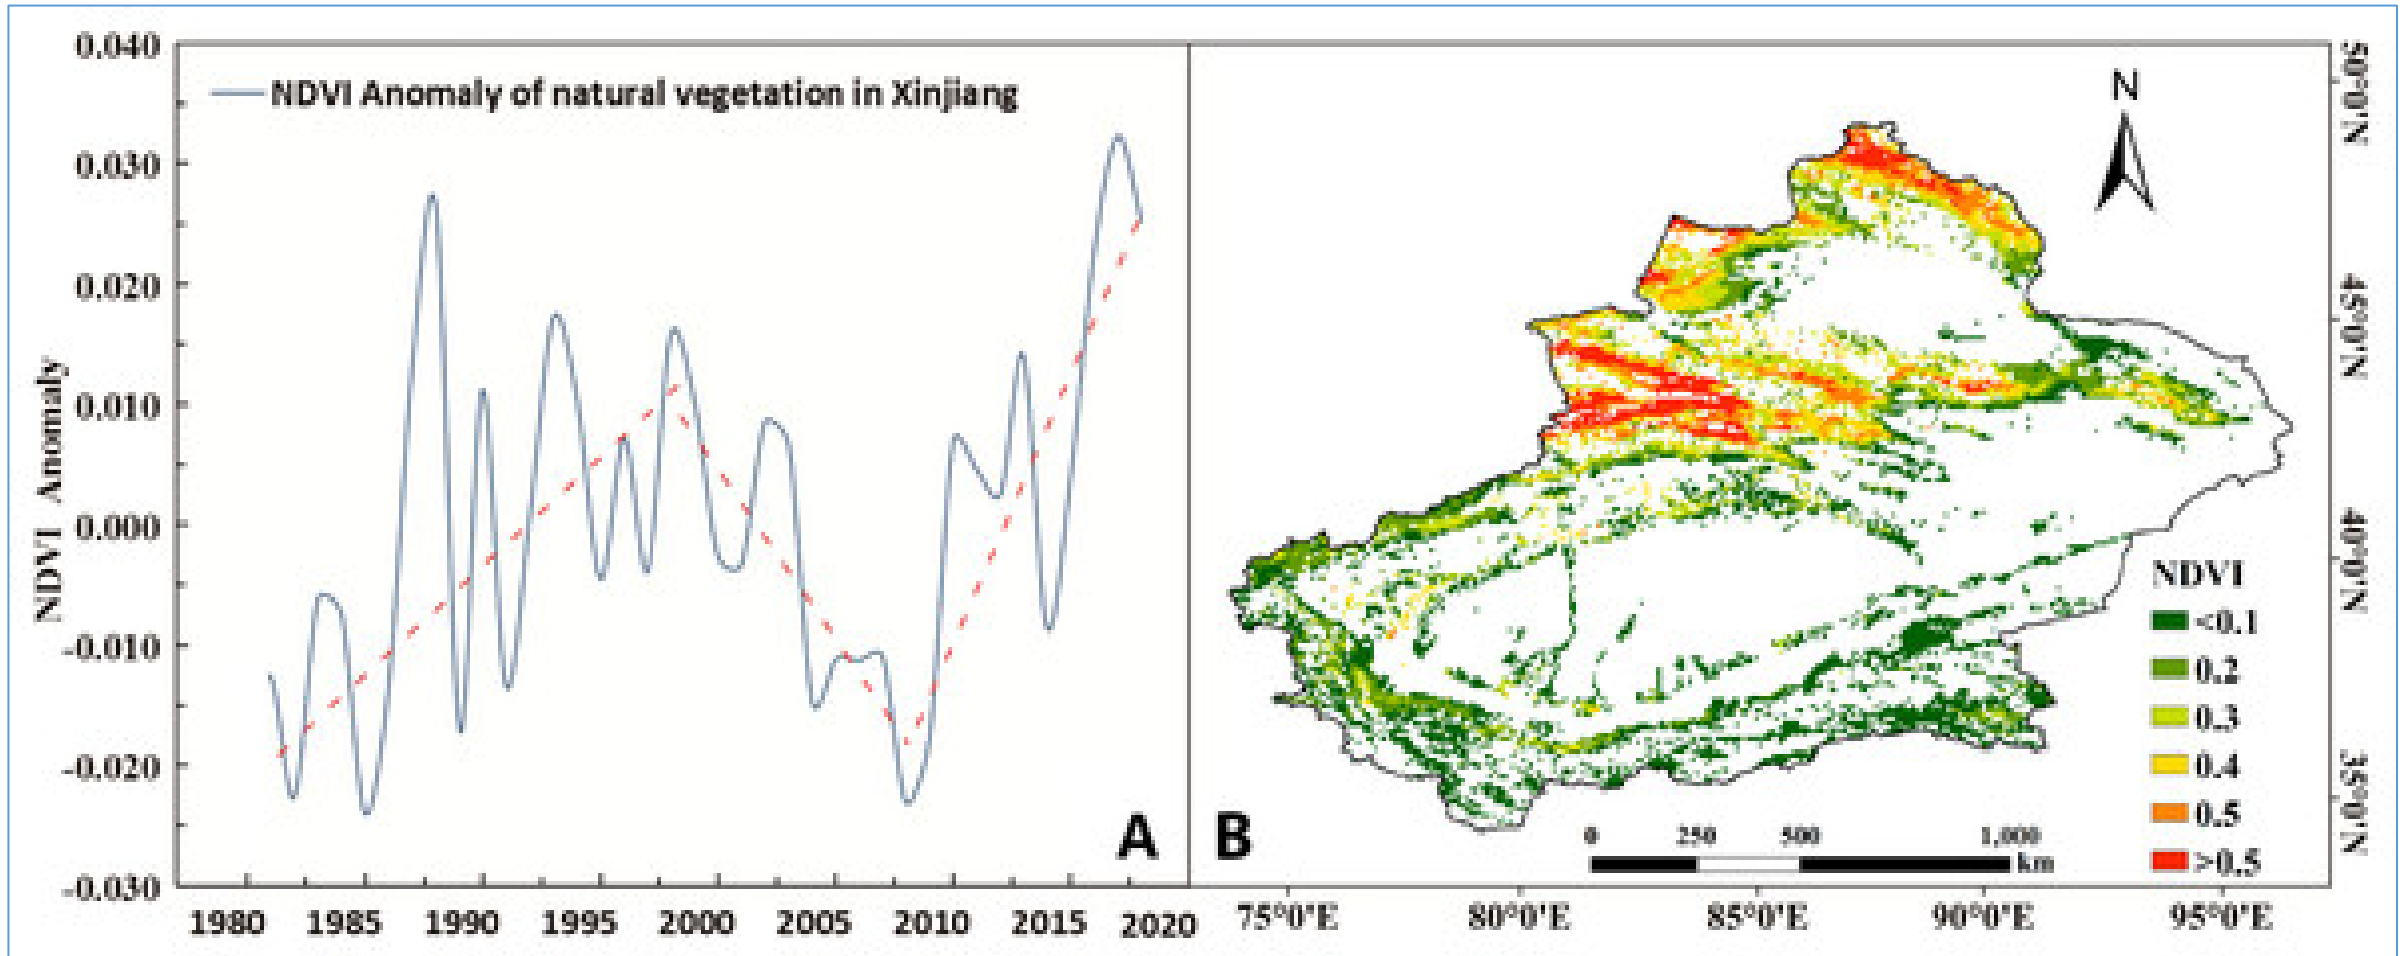 0.040
0.030
0.020
0.010
0.000
-0.010
-0.020
-0.030
NDVI Anomaly
NDVI Anomaly of natural vegetation in Xinjiang
A
1980 1985 1990 1995 2000 2005 2010 2015 2020
N
B
NDVI
<0.1
0.2
0.3
0.4
0.5
>0.5
0 250 500 1,000
km
50°0'N
45°0'N
40°0'N
35°0'N
75°0'E 80°0'E 85°0'E 90°0'E 95°0'E